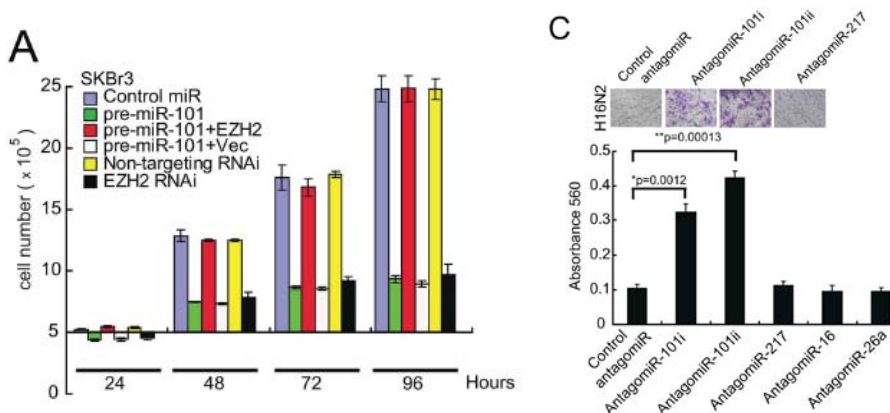 A
SKBr3
Control miR
pre-miR-101
pre-miR-101+EZH2
pre-miR-101+Vec
Non-targeting RNAi
EZH2 RNAi
cell number ( x 10⁵)
25
20
15
10
5
0
24 48 72 96 Hours
C
Control antagomiR
AntagomiR-101i
AntagomiR-101ii
AntagomiR-217
H16N2
**p=0.00013
*p=0.0012
Absorbance 560
0.5
0.4
0.3
0.2
0.1
0
Control antagomiR
AntagomiR-101i
AntagomiR-101ii
AntagomiR-217
AntagomiR-16
AntagomiR-26a